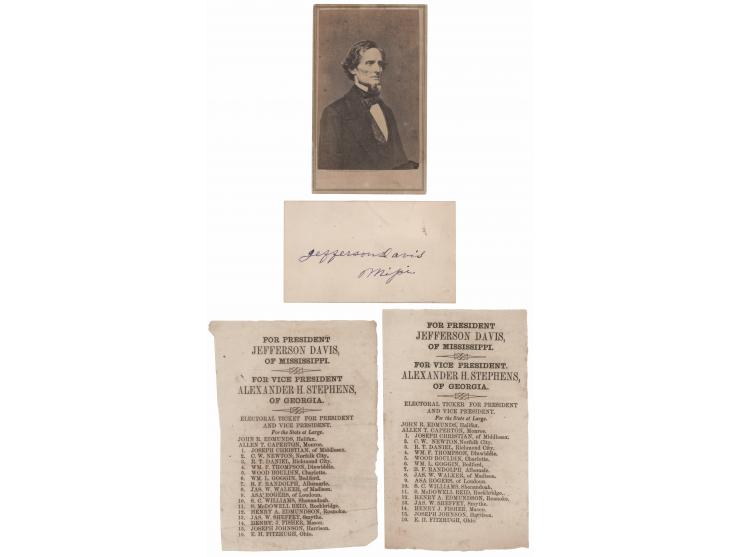 Jefferson Davis
Missi.
FOR PRESIDENT
JEFFERSON DAVIS,
OF MISSISSIPPI.
FOR VICE PRESIDENT
ALEXANDER H. STEPHENS,
OF GEORGIA.
ELECTORAL TICKET FOR PRESIDENT
AND VICE PRESIDENT.
For the State at Large.
JOHN R. EDMUNDS, Halifax.
ALLEN T. CAPERTON, Monroe.
1. JOSEPH CHRISTIAN, of Middlesex.
2. C. W. NEWTON, Norfolk City.
3. R. T. DANIEL, Richmond City.
4. WM. F. THOMPSON, Dinwiddie.
5. WOOD BOULDIN, Charlotte.
6. WM. L. GOGGIN, Bedford.
7. B. F. RANDOLPH, Albemarle.
8. JAS. W. WALKER, of Madison.
9. ASA ROGERS, of Loudoun.
10. S. C. WILLIAMS, Shenandoah.
11. S. McDOWELL REID, Rockbridge.
12. HENRY A. EDMUNDSON, Roanoke.
13. JAS. W. SHEFFEY, Smythe.
14. HENRY J. FISHER, Mason.
15. JOSEPH JOHNSON, Harrison.
16. E. H. FITZHUGH, Ohio.
FOR PRESIDENT
JEFFERSON DAVIS,
OF MISSISSIPPI.
FOR VICE PRESIDENT.
ALEXANDER H. STEPHENS,
OF GEORGIA.
ELECTORAL TICKER FOR PRESIDENT
AND VICE PRESIDENT.
For the State at Large.
JOHN R. EDMUNDS, Halifax.
ALLEN T. CAPERTON, Monroe.
1. JOSEPH CHRISTIAN, of Middlesex.
2. C. W. NEWTON, Norfolk City.
3. R. T. DANIEL, Richmond City.
4. WM. F. THOMPSON, Dinwiddie.
5. WOOD BOULDIN, Charlotte.
6. WM. L. GOGGIN, Bedford.
7. B. F. RANDOLPH, Albemarle.
8. JAS. W. WALKER, of Madison.
9. ASA ROGERS, of Loudoun.
10. S. C. WILLIAMS, Shenandoah.
11. S. McDOWELL REID, Rockbridge.
12. HENRY A. EDMUNDSON, Roanoke.
13. JAS. W. SHEFFEY, Smythe.
14. HENRY J. FISHER, Mason.
15. JOSEPH JOHNSON, Harrison.
16. E. H. FITZHUGH, Ohio.